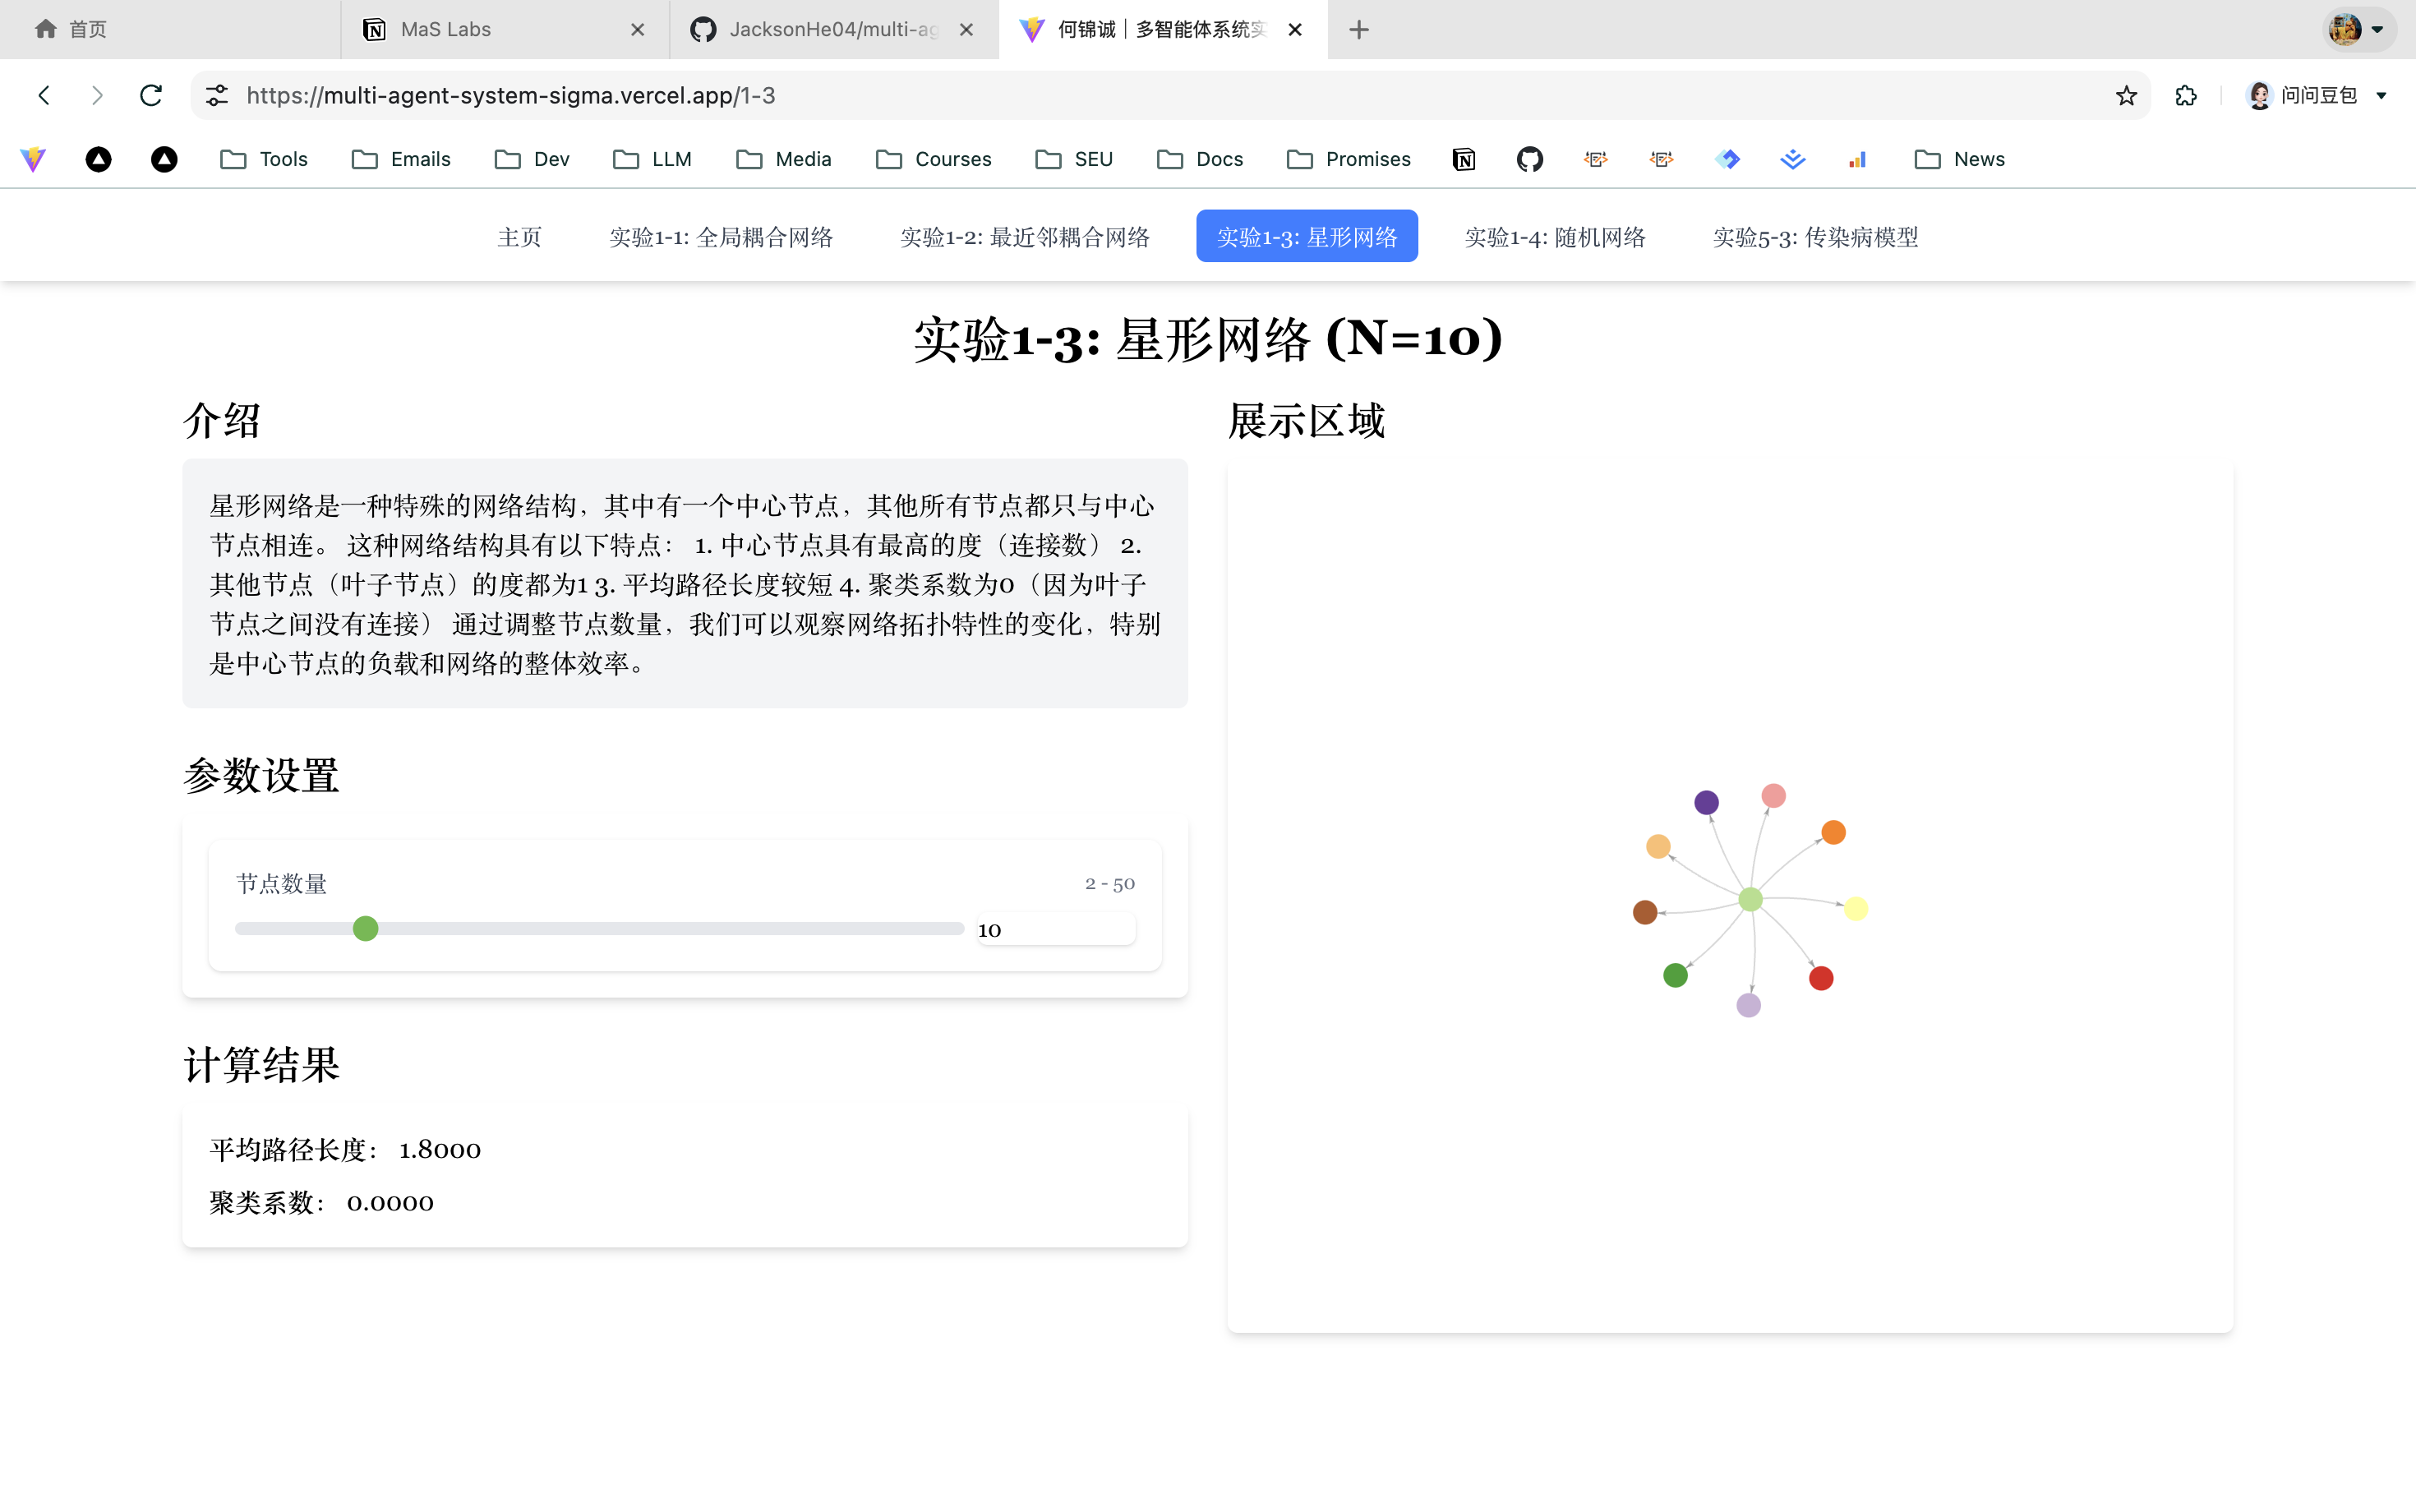 首页
MaS Labs
JacksonHe04/multi-ag
何锦诚｜多智能体系统实
https://multi-agent-system-sigma.vercel.app/1-3
问问豆包
Tools
Emails
Dev
LLM
Media
Courses
SEU
Docs
Promises
News
主页
实验1-1: 全局耦合网络
实验1-2: 最近邻耦合网络
实验1-3: 星形网络
实验1-4: 随机网络
实验5-3: 传染病模型
实验1-3: 星形网络 (N=10)
介绍
星形网络是一种特殊的网络结构，其中有一个中心节点，其他所有节点都只与中心
节点相连。 这种网络结构具有以下特点： 1. 中心节点具有最高的度（连接数） 2.
其他节点（叶子节点）的度都为1 3. 平均路径长度较短 4. 聚类系数为0（因为叶子
节点之间没有连接） 通过调整节点数量，我们可以观察网络拓扑特性的变化，特别
是中心节点的负载和网络的整体效率。
参数设置
节点数量
2 - 50
10
计算结果
平均路径长度： 1.8000
聚类系数： 0.0000
展示区域